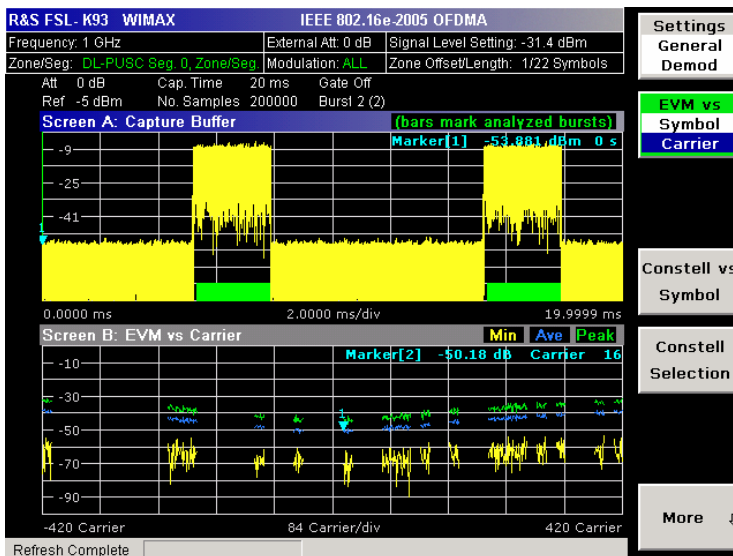 R&S FSL- K93 WIMAX IEEE 802.16e-2005 OFDMA
Frequency: 1 GHz External Att: 0 dB Signal Level Setting: -31.4 dBm
Zone/Seg: DL-PUSC Seg. 0, Zone/Seg. Modulation: ALL Zone Offset/Length: 1/22 Symbols
Att 0 dB Cap. Time 20 ms Gate Off
Ref -5 dBm No. Samples 200000 Burst 2 (2)
Screen A: Capture Buffer (bars mark analyzed bursts)
Marker[1] -53.881 dBm 0 s
-9
-25
-41
1
0.0000 ms 2.0000 ms/div 19.9999 ms
Screen B: EVM vs Carrier Min Ave Peak
Marker[2] -50.18 dB Carrier 16
-10
-30
1
-50
-70
-90
-420 Carrier 84 Carrier/div 420 Carrier
Refresh Complete
Settings
General
Demod
EVM vs
Symbol
Carrier
Constell vs
Symbol
Constell
Selection
More